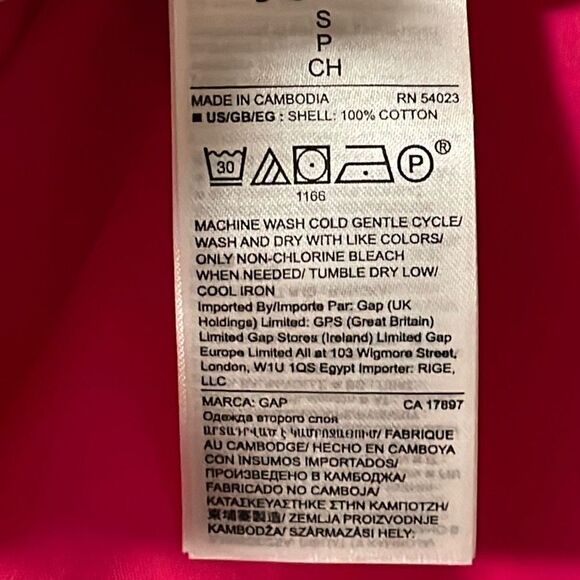 S
P
CH
MADE IN CAMBODIA RN 54023
■ US/GB/EG : SHELL: 100% COTTON
30 P ®
1166
MACHINE WASH COLD GENTLE CYCLE/
WASH AND DRY WITH LIKE COLORS/
ONLY NON-CHLORINE BLEACH
WHEN NEEDED/ TUMBLE DRY LOW/
COOL IRON
Imported By/Importe Par: Gap (UK
Holdings) Limited: GPS (Great Britain)
Limited Gap Stores (Ireland) Limited Gap
Europe Limited All at 103 Wigmore Street,
London, W1U 1QS Egypt Importer: RIGE,
LLC
MARCA: GAP CA 17897
Одежда второго слоя
ԱՐՏԱԴՐՎԱԾ Է ԿԱՄԲՈՋԱՅՈՒՄ/ FABRIQUE
AU CAMBODGE/ HECHO EN CAMBOYA
CON INSUMOS IMPORTADOS/
ПРОИЗВЕДЕНО В КАМБОДЖА/
FABRICADO NO CAMBOJA/
ΚΑΤΑΣΚΕΥΑΣΤΗΚΕ ΣΤΗΝ ΚΑΜΠΟΤΖΗ/
柬埔寨製造/ ZEMLJA PROIZVODNJE
KAMBODŽA/ SZÁRMAZÁSI HELY: